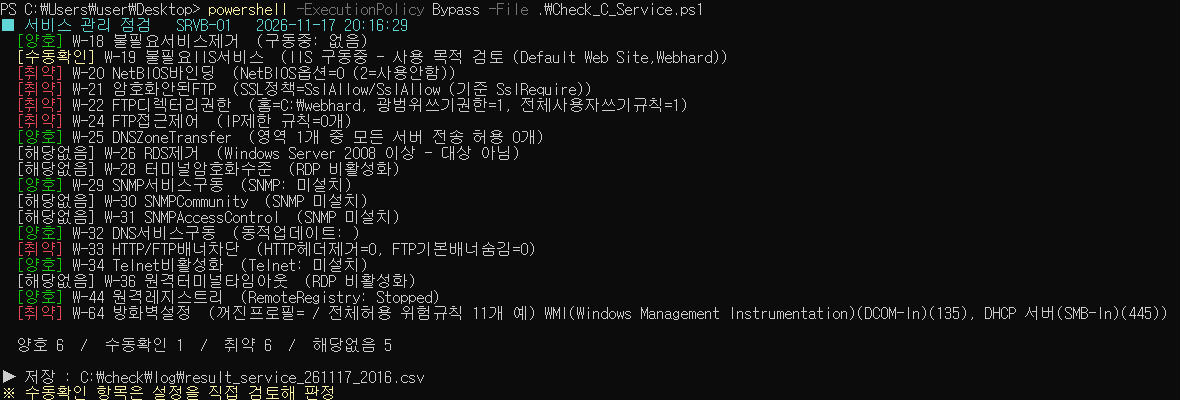 PS C:\Users\user\Desktop> powershell -ExecutionPolicy Bypass -File .\Check_C_Service.ps1
■ 서비스 관리 점검   SRVB-01   2026-11-17 20:16:29
[양호] W-18 불필요서비스제거  (구동중: 없음)
[수동확인] W-19 불필요IIS서비스  (IIS 구동중 - 사용 목적 검토 (Default Web Site,Webhard))
[취약] W-20 NetBIOS바인딩  (NetBIOS옵션=0 (2=사용안함))
[취약] W-21 암호화안된FTP  (SSL정책=SslAllow/SslAllow (기준 SslRequire))
[취약] W-22 FTP디렉터리권한  (홈=C:\webhard, 광범위쓰기권한=1, 전체사용자쓰기규칙=1)
[취약] W-24 FTP접근제어  (IP제한 규칙=0개)
[양호] W-25 DNSZoneTransfer  (영역 1개 중 모든 서버 전송 허용 0개)
[해당없음] W-26 RDS제거  (Windows Server 2008 이상 - 대상 아님)
[해당없음] W-28 터미널암호화수준  (RDP 비활성화)
[양호] W-29 SNMP서비스구동  (SNMP: 미설치)
[해당없음] W-30 SNMPCommunity  (SNMP 미설치)
[해당없음] W-31 SNMPAccessControl  (SNMP 미설치)
[양호] W-32 DNS서비스구동  (동적업데이트: )
[취약] W-33 HTTP/FTP배너차단  (HTTP헤더제거=0, FTP기본배너숨김=0)
[양호] W-34 Telnet비활성화  (Telnet: 미설치)
[해당없음] W-36 원격터미널타임아웃  (RDP 비활성화)
[양호] W-44 원격레지스트리  (RemoteRegistry: Stopped)
[취약] W-64 방화벽설정  (꺼진프로필= / 전체허용 위험규칙 11개 예) WMI(Windows Management Instrumentation)(DCOM-In)(135), DHCP 서버(SMB-In)(445))
양호 6  /  수동확인 1  /  취약 6  /  해당없음 5
▶ 저장 : C:\check\log\result_service_261117_2016.csv
※ 수동확인 항목은 설정을 직접 검토해 판정